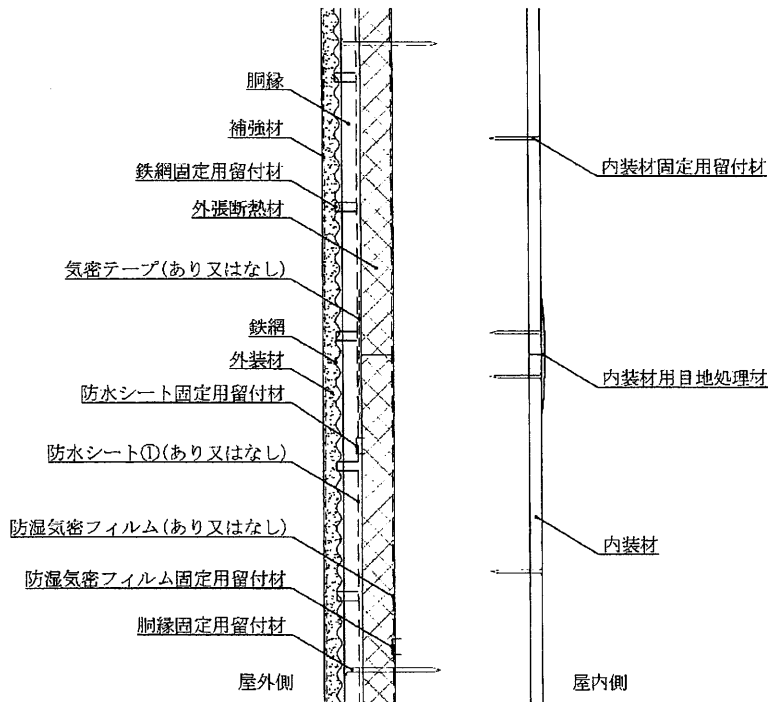 胴縁
補強材
鉄網固定用留付材
外張断熱材
気密テープ(あり又はなし)
鉄網
外装材
防水シート固定用留付材
防水シート①(あり又はなし)
防湿気密フィルム(あり又はなし)
防湿気密フィルム固定用留付材
胴縁固定用留付材
屋外側
内装材固定用留付材
内装材用目地処理材
内装材
屋内側